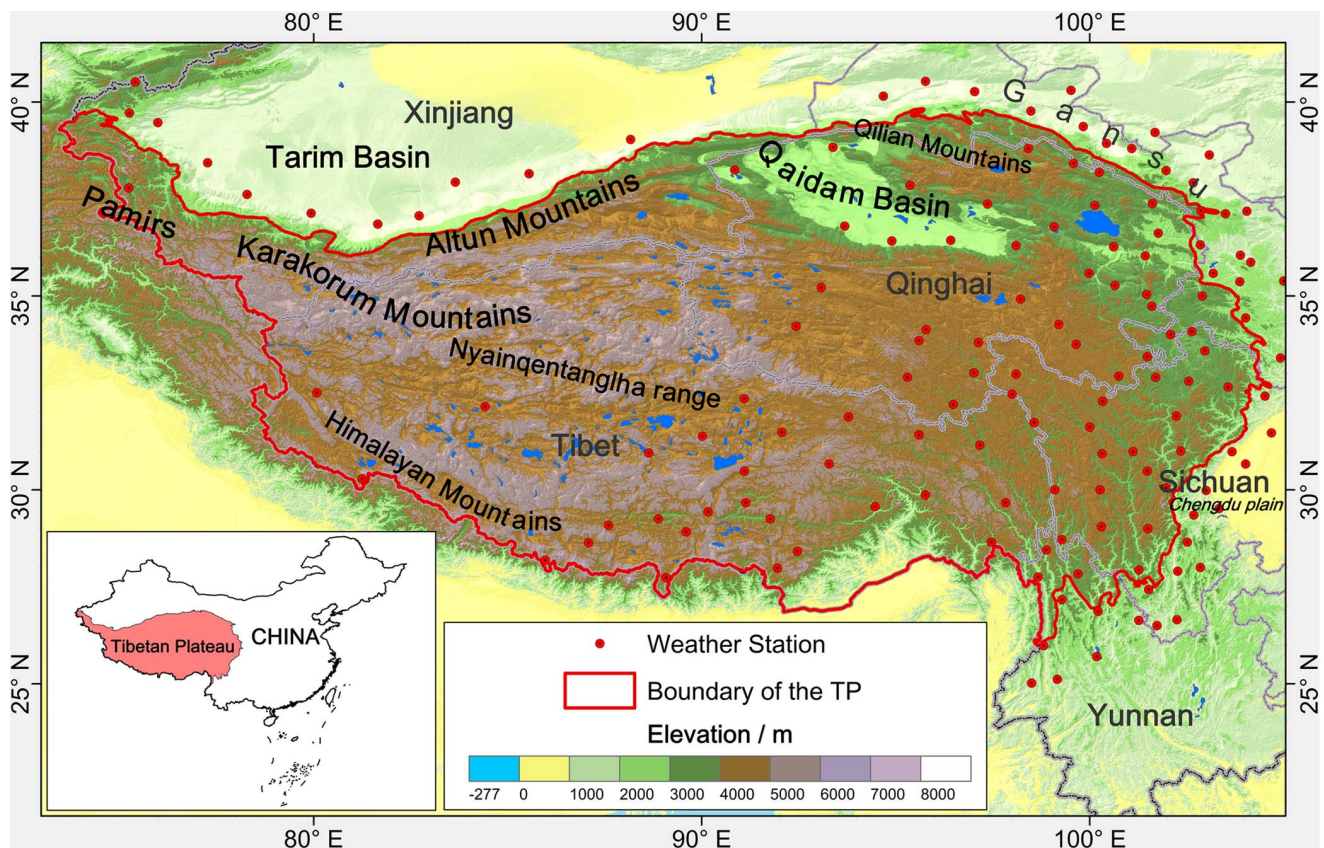 80° E 90° E 100° E
40° N
40° N
Xinjiang
Tarim Basin
Gansu
Qilian Mountains
Qaidam Basin
Pamirs
Altun Mountains
Karakorum Mountains
Qinghai
35° N
35° N
Nyainqentanglha range
Himalayan Mountains
Tibet
30° N
30° N
Sichuan
Chengdu plain
CHINA
Tibetan Plateau
Weather Station
Boundary of the TP
Elevation / m
-277 0 1000 2000 3000 4000 5000 6000 7000 8000
25° N
25° N
Yunnan
80° E 90° E 100° E